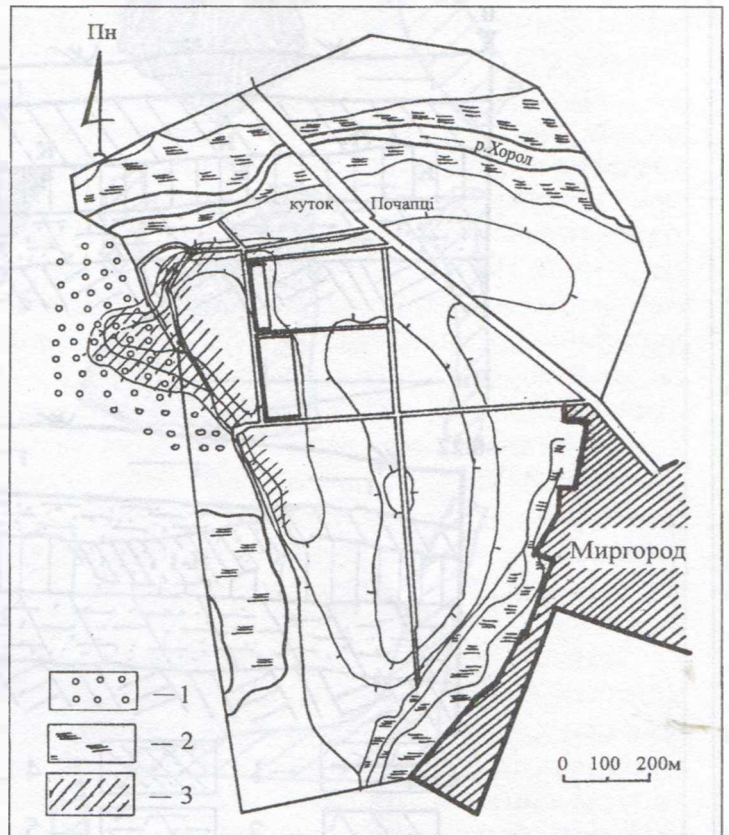 Пн
р.Хорол
куток Почапці
Миргород
1
2
3
0 100 200м